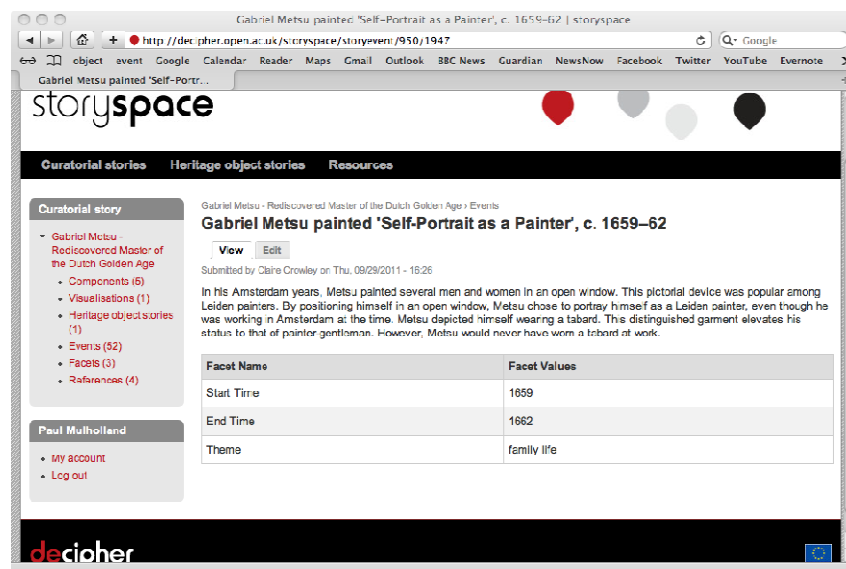 Gabriel Metsu painted 'Self-Portrait as a Painter', c. 1659–62 | storyspace
http://decipher.open.ac.uk/storyspace/storyevent/950/1947
Google
object event Google Calendar Reader Maps Gmail Outlook BBC News Guardian NewsNow Facebook Twitter YouTube Evernote
Gabriel Metsu painted 'Self-Portr...
storyspace
Curatorial stories Heritage object stories Resources
Curatorial story
Gabriel Metsu -
Rediscovered Master of
the Dutch Golden Age
Components (5)
Visualisations (1)
Heritage object stories
(1)
Events (52)
Facets (3)
References (4)
Paul Mulholland
My account
Log out
Gabriel Metsu - Rediscovered Master of the Dutch Golden Age › Events
Gabriel Metsu painted 'Self-Portrait as a Painter', c. 1659–62
View Edit
Submitted by Claire Crowley on Thu, 09/29/2011 - 16:26
In his Amsterdam years, Metsu painted several men and women in an open window. This pictorial device was popular among
Leiden painters. By positioning himself in an open window, Metsu chose to portray himself as a Leiden painter, even though he
was working in Amsterdam at the time. Metsu depicted himself wearing a tabard. This distinguished garment elevates his
status to that of painter-gentleman. However, Metsu would never have worn a tabard at work.
Facet Name Facet Values
Start Time 1659
End Time 1662
Theme family life
decipher